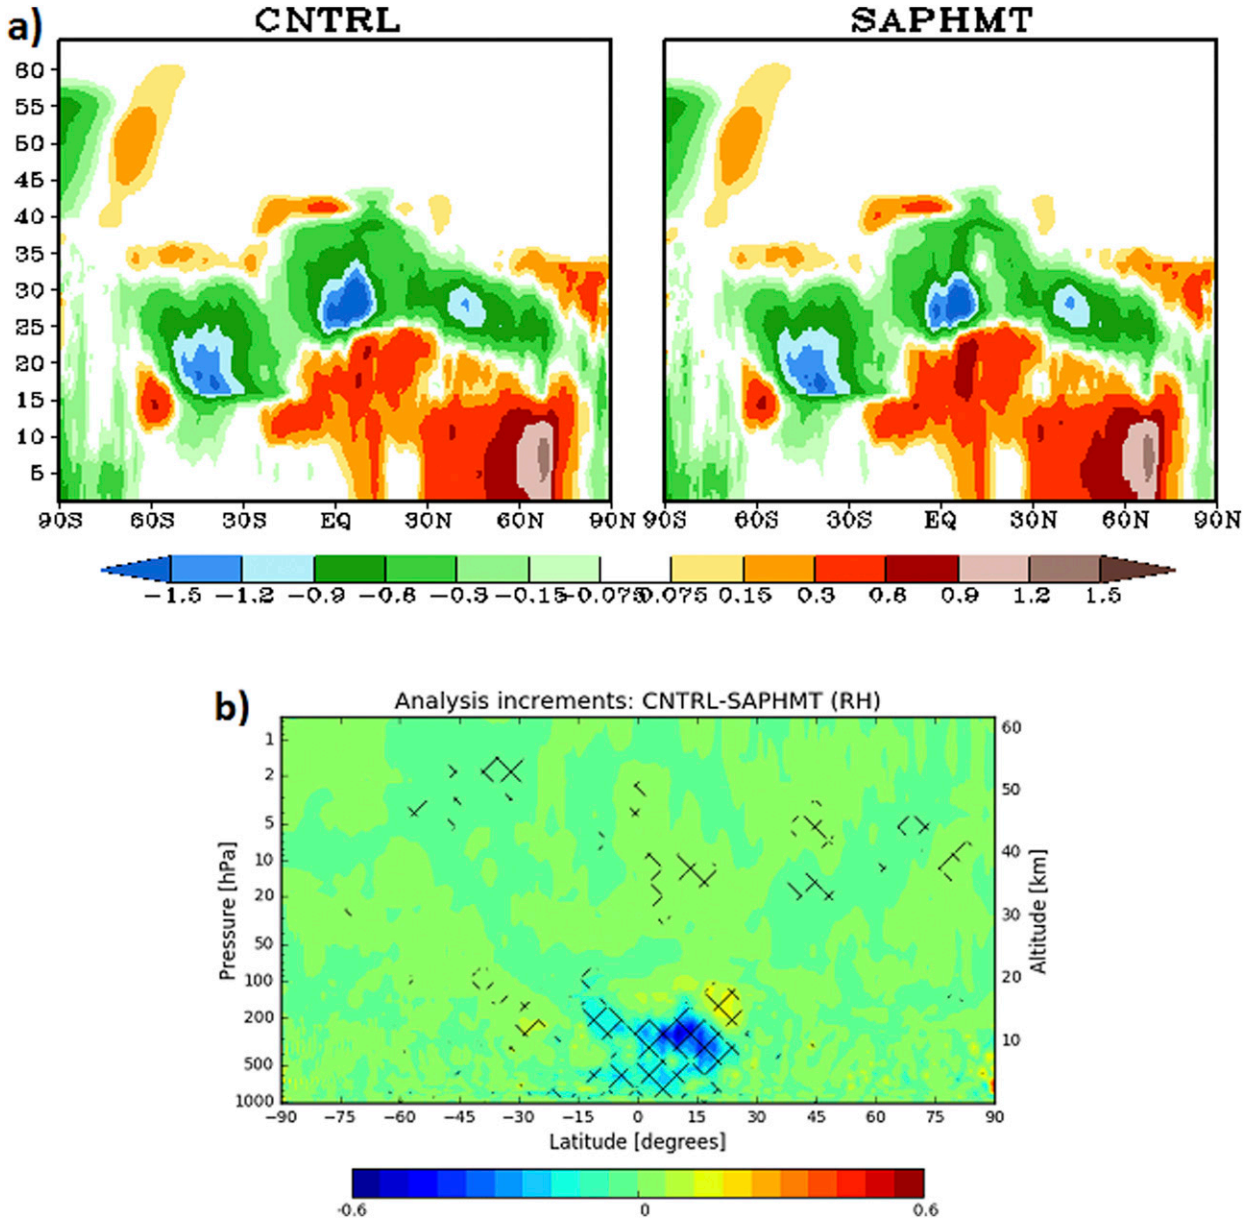 a)
CNTRL
SAPHMT
60
55
50
45
40
35
30
25
20
15
10
5
90S 60S 30S EQ 30N 60N 90N
90S 60S 30S EQ 30N 60N 90N
-1.5 -1.2 -0.9 -0.6 -0.3 -0.15 -0.075 0.075 0.15 0.3 0.6 0.9 1.2 1.5
b)
Analysis increments: CNTRL-SAPHMT (RH)
Pressure [hPa]
1
2
5
10
20
50
100
200
500
1000
60
50
40
30
20
10
Altitude [km]
−90 −75 −60 −45 −30 −15 0 15 30 45 60 75 90
Latitude [degrees]
-0.6 0 0.6